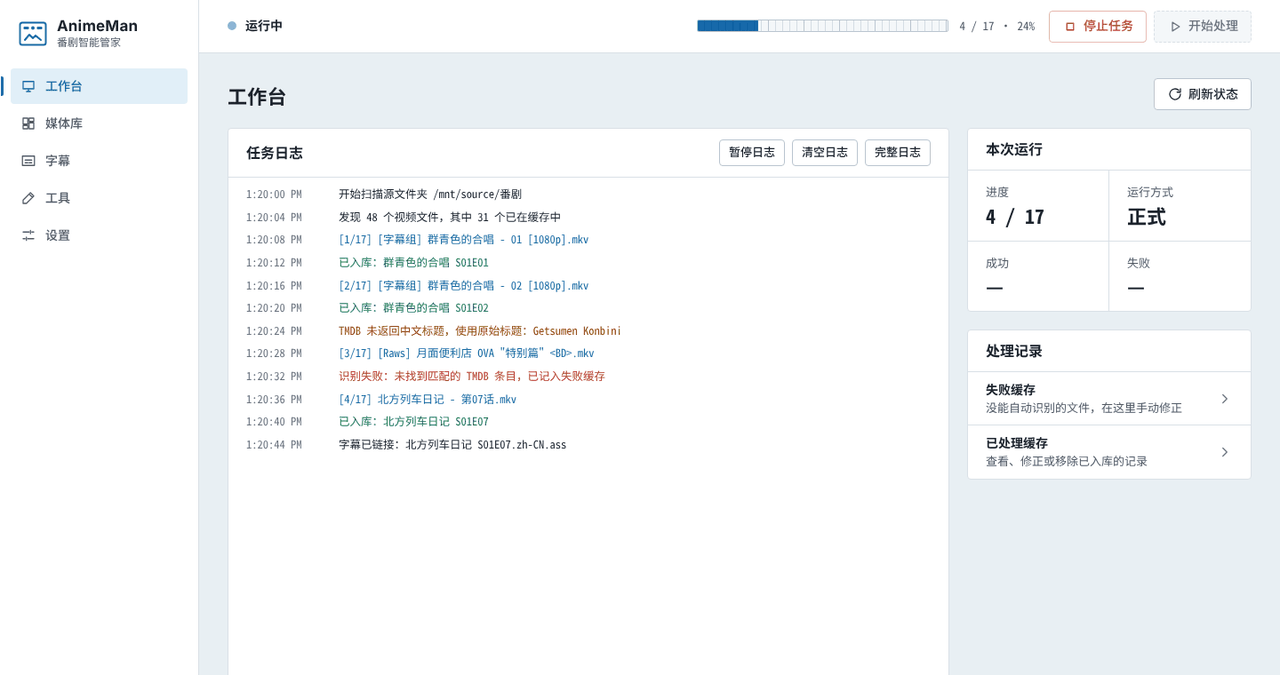 AnimeMan
番剧智能管家
工作台
媒体库
字幕
工具
设置
运行中
4 / 17 · 24%
停止任务
开始处理
工作台
刷新状态
任务日志
暂停日志
清空日志
完整日志
1:20:00 PM 开始扫描源文件夹 /mnt/source/番剧
1:20:04 PM 发现 48 个视频文件，其中 31 个已在缓存中
1:20:08 PM [1/17] [字幕组] 群青色的合唱 - 01 [1080p].mkv
1:20:12 PM 已入库：群青色的合唱 S01E01
1:20:16 PM [2/17] [字幕组] 群青色的合唱 - 02 [1080p].mkv
1:20:20 PM 已入库：群青色的合唱 S01E02
1:20:24 PM TMDB 未返回中文标题，使用原始标题：Getsumen Konbini
1:20:28 PM [3/17] [Raws] 月面便利店 OVA "特别篇" <BD>.mkv
1:20:32 PM 识别失败：未找到匹配的 TMDB 条目，已记入失败缓存
1:20:36 PM [4/17] 北方列车日记 - 第07话.mkv
1:20:40 PM 已入库：北方列车日记 S01E07
1:20:44 PM 字幕已链接：北方列车日记 S01E07.zh-CN.ass
本次运行
进度
4 / 17
运行方式
正式
成功
—
失败
—
处理记录
失败缓存
没能自动识别的文件，在这里手动修正
已处理缓存
查看、修正或移除已入库的记录